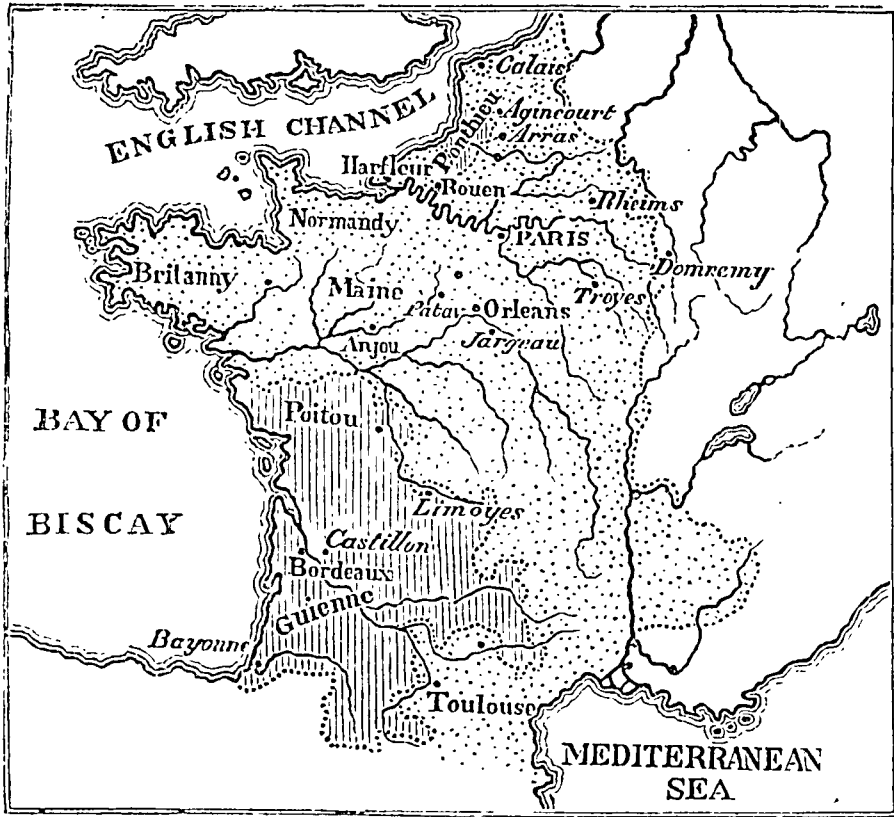 Calais
ENGLISH CHANNEL
Agincourt
Ponthieu
Arras
Harfleur
Rouen
Rheims
Normandy
PARIS
Britanny
Domremy
Maine
Troyes
Patay
Orleans
Anjou
Jargeau
BAY OF
Poitou
Limoges
BISCAY
Castillon
Bordeaux
Guienne
Bayonne
Toulouse
MEDITERRANEAN
SEA